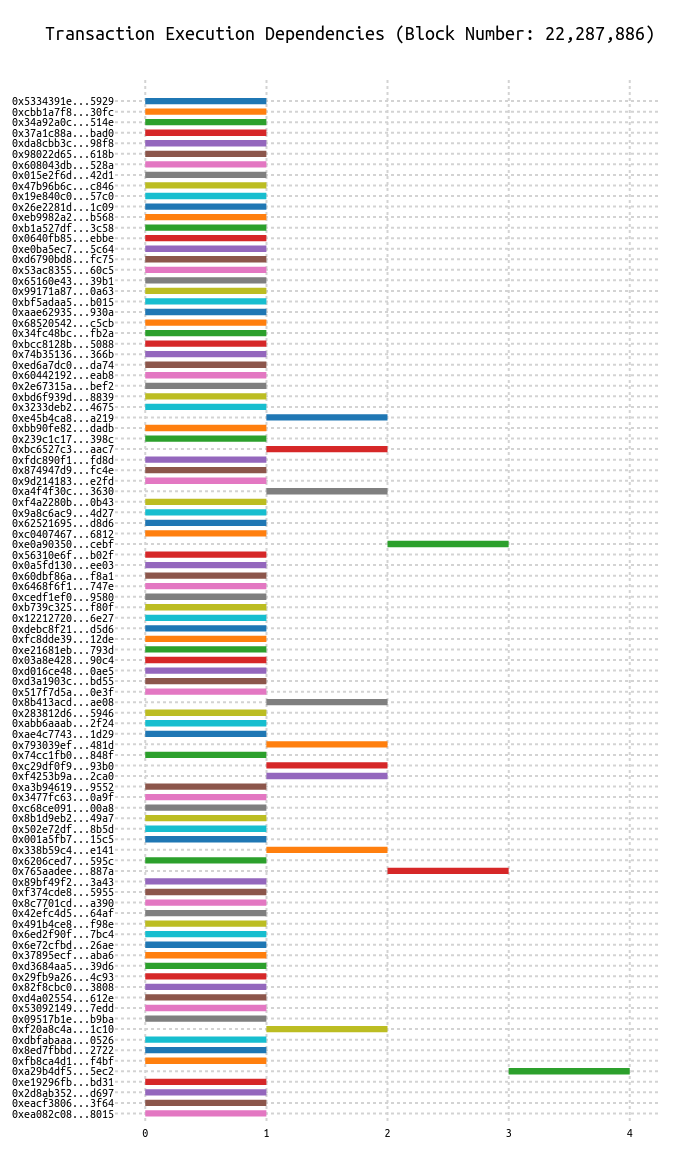 Transaction Execution Dependencies (Block Number: 22,287,886)
0x5334391e...5929
0xcbb1a7f8...30fc
0x34a92a0c...514e
0x37a1c88a...bad0
0xda8cbb3c...98f8
0x98022d65...618b
0x608043db...528a
0x015e2f6d...42d1
0x47b96b6c...c846
0x19e840c0...57c0
0x26e2281d...1c09
0xeb9982a2...b568
0xb1a527df...3c58
0x0640fb85...ebbe
0xe0ba5ec7...5c64
0xd6790bd8...fc75
0x53ac8355...60c5
0x65160e43...39b1
0x99171a87...0a63
0xbf5adaa5...b015
0xaae62935...930a
0x68520542...c5cb
0x34fc48bc...fb2a
0xbcc8128b...5088
0x74b35136...366b
0xed6a7dc0...da74
0x60442192...eab8
0x2e67315a...bef2
0xbd6f939d...8839
0x3233deb2...4675
0xe45b4ca8...a219
0xbb90fe82...dadb
0x239c1c17...398c
0xbc6527c3...aac7
0xfdc890f1...fd8d
0x874947d9...fc4e
0x9d214183...e2fd
0xa4f4f30c...3630
0xf4a2280b...0b43
0x9a8c6ac9...4d27
0x62521695...d8d6
0xc0407467...6812
0xe0a90350...cebf
0x56310e6f...b02f
0x0a5fd130...ee03
0x60dbf86a...f8a1
0x6468f6f1...747e
0xcedf1ef0...9580
0xb739c325...f80f
0x12212720...6e27
0xdebc8f21...d5d6
0xfc8dde39...12de
0xe21681eb...793d
0x03a8e428...90c4
0xd016ce48...0ae5
0xd3a1903c...bd55
0x517f7d5a...0e3f
0x8b413acd...ae08
0x283812d6...5946
0xabb6aaab...2f24
0xae4c7743...1d29
0x793039ef...481d
0x74cc1fb0...848f
0xc29df0f9...93b0
0xf4253b9a...2ca0
0xa3b94619...9552
0x3477fc63...0a9f
0xc68ce091...00a8
0x8b1d9eb2...49a7
0x502e72df...8b5d
0x001a5fb7...15c5
0x338b59c4...e141
0x6206ced7...595c
0x765aadee...887a
0x89bf49f2...3a43
0xf374cde8...5955
0x8c7701cd...a390
0x42efc4d5...64af
0x491b4ce8...f98e
0x6ed2f90f...7bc4
0x6e72cfbd...26ae
0x37895ecf...aba6
0xd3684aa5...39d6
0x29fb9a26...4c93
0x82f8cbc0...3808
0xd4a02554...612e
0x53092149...7edd
0x09517b1e...b9ba
0xf20a8c4a...1c10
0xdbfabaaa...0526
0x8ed7fbbd...2722
0xfb8ca4d1...f4bf
0xa29b4df5...5ec2
0xe19296fb...bd31
0x2d8ab352...d697
0xeacf3806...3f64
0xea082c08...8015
0 1 2 3 4